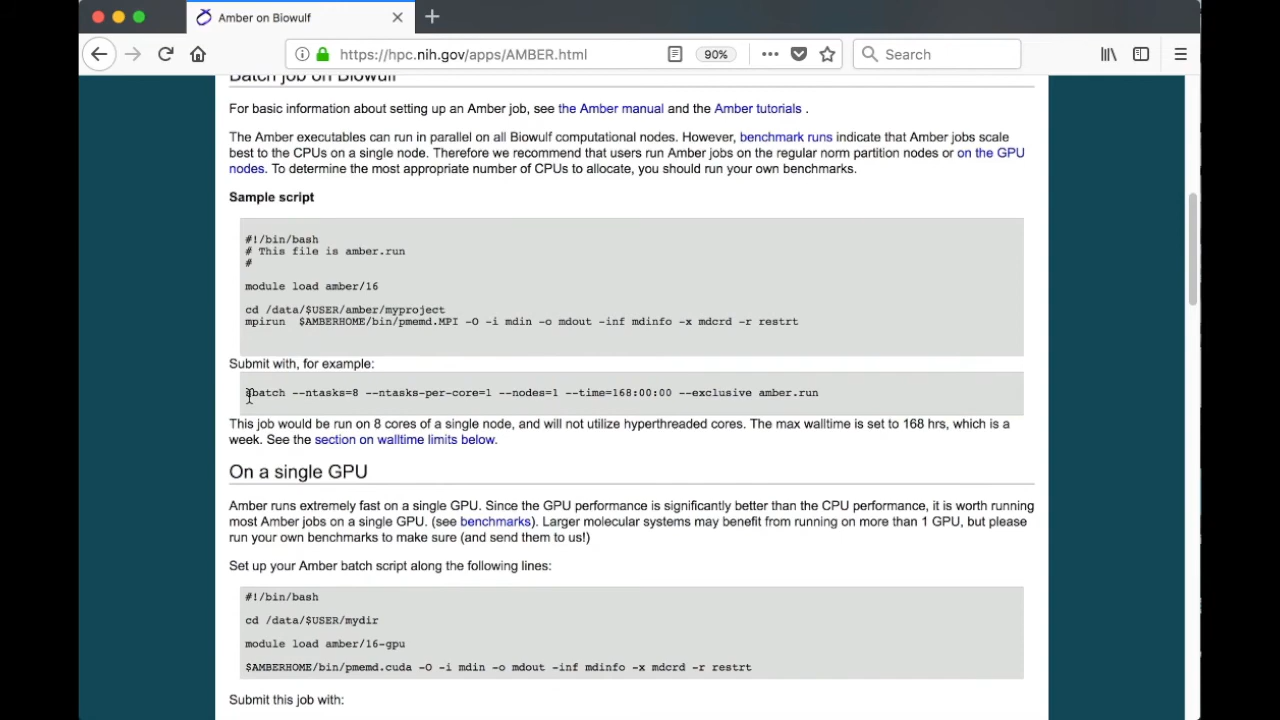 Amber on Biowulf
https://hpc.nih.gov/apps/AMBER.html
90%
Search
Batch job on Biowulf
For basic information about setting up an Amber job, see the Amber manual and the Amber tutorials .
The Amber executables can run in parallel on all Biowulf computational nodes. However, benchmark runs indicate that Amber jobs scale
best to the CPUs on a single node. Therefore we recommend that users run Amber jobs on the regular norm partition nodes or on the GPU
nodes. To determine the most appropriate number of CPUs to allocate, you should run your own benchmarks.
Sample script
#!/bin/bash
# This file is amber.run
#
module load amber/16
cd /data/$USER/amber/myproject
mpirun  $AMBERHOME/bin/pmemd.MPI -O -i mdin -o mdout -inf mdinfo -x mdcrd -r restrt
Submit with, for example:
sbatch --ntasks=8 --ntasks-per-core=1 --nodes=1 --time=168:00:00 --exclusive amber.run
This job would be run on 8 cores of a single node, and will not utilize hyperthreaded cores. The max walltime is set to 168 hrs, which is a
week. See the section on walltime limits below.
On a single GPU
Amber runs extremely fast on a single GPU. Since the GPU performance is significantly better than the CPU performance, it is worth running
most Amber jobs on a single GPU. (see benchmarks). Larger molecular systems may benefit from running on more than 1 GPU, but please
run your own benchmarks to make sure (and send them to us!)
Set up your Amber batch script along the following lines:
#!/bin/bash
cd /data/$USER/mydir
module load amber/16-gpu
$AMBERHOME/bin/pmemd.cuda -O -i mdin -o mdout -inf mdinfo -x mdcrd -r restrt
Submit this job with: